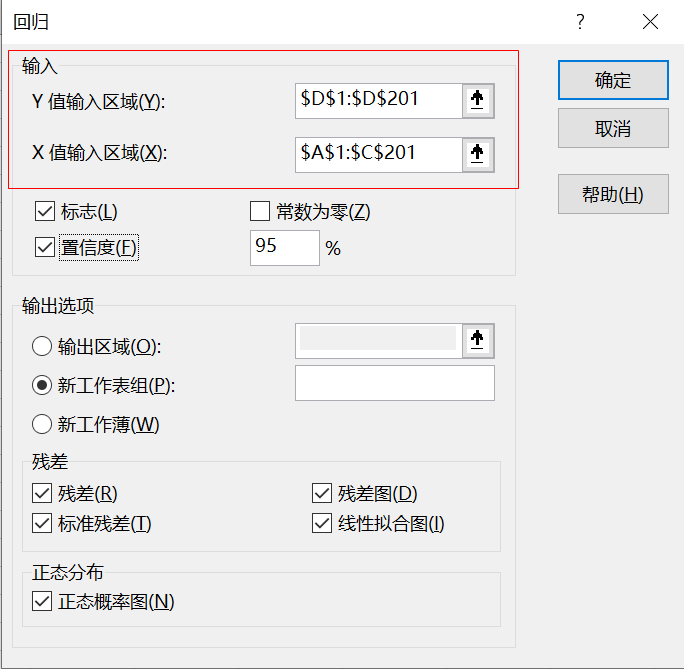 回归 ?
输入
Y 值输入区域(Y): $D$1:$D$201
X 值输入区域(X): $A$1:$C$201
标志(L) 常数为零(Z)
置信度(F) 95 %
确定
取消
帮助(H)
输出选项
输出区域(O):
新工作表组(P):
新工作薄(W)
残差
残差(R) 残差图(D)
标准残差(T) 线性拟合图(I)
正态分布
正态概率图(N)